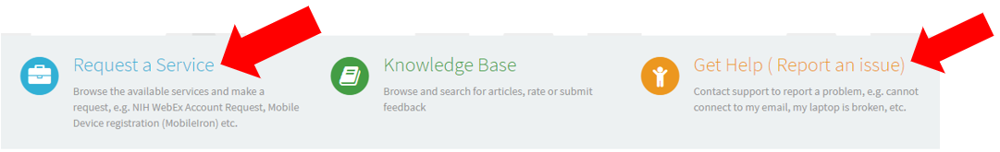 Request a Service
Browse the available services and make a
request, e.g. NIH WebEx Account Request, Mobile
Device registration (MobileIron) etc.
Knowledge Base
Browse and search for articles, rate or submit
feedback
Get Help ( Report an issue)
Contact support to report a problem, e.g. cannot
connect to my email, my laptop is broken, etc.